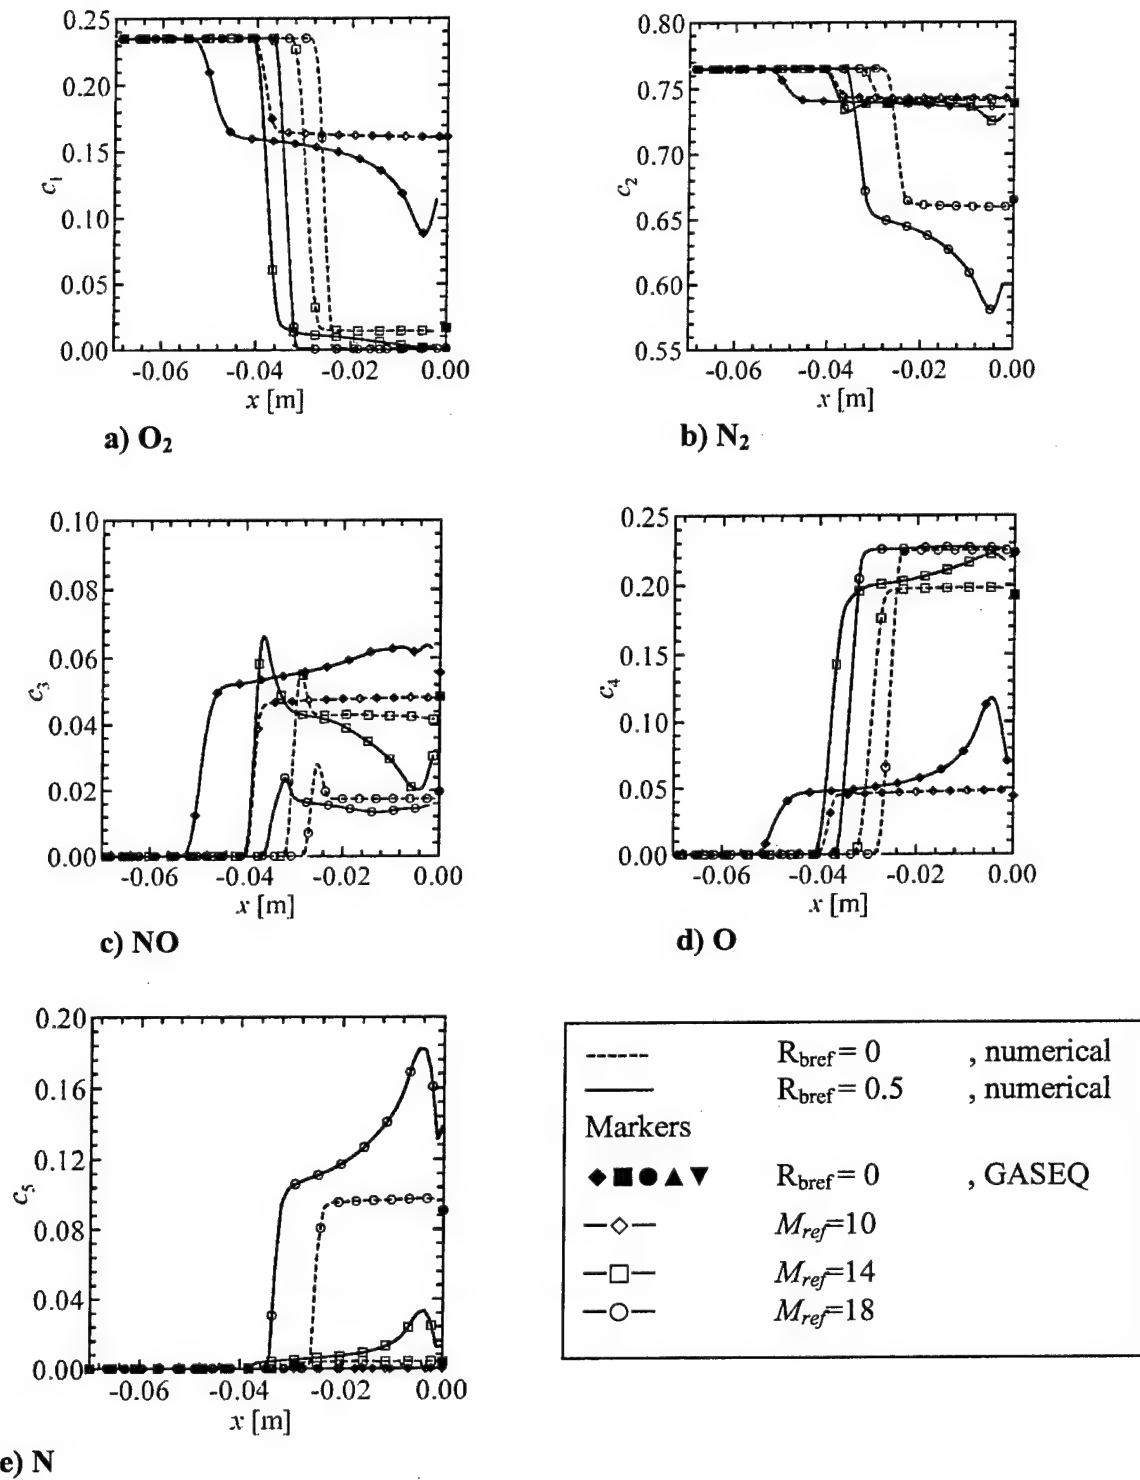 0.25
0.20
0.15
0.10
0.05
0.00
c1
-0.06 -0.04 -0.02 0.00
x [m]
a) O2
0.80
0.75
0.70
0.65
0.60
0.55
c2
-0.06 -0.04 -0.02 0.00
x [m]
b) N2
0.10
0.08
0.06
0.04
0.02
0.00
c3
-0.06 -0.04 -0.02 0.00
x [m]
c) NO
0.25
0.20
0.15
0.10
0.05
0.00
c4
-0.06 -0.04 -0.02 0.00
x [m]
d) O
0.20
0.16
0.12
0.08
0.04
0.00
c5
-0.06 -0.04 -0.02 0.00
x [m]
e) N
Rbref = 0 , numerical
Rbref = 0.5 , numerical
Markers
Rbref = 0 , GASEQ
Mref=10
Mref=14
Mref=18